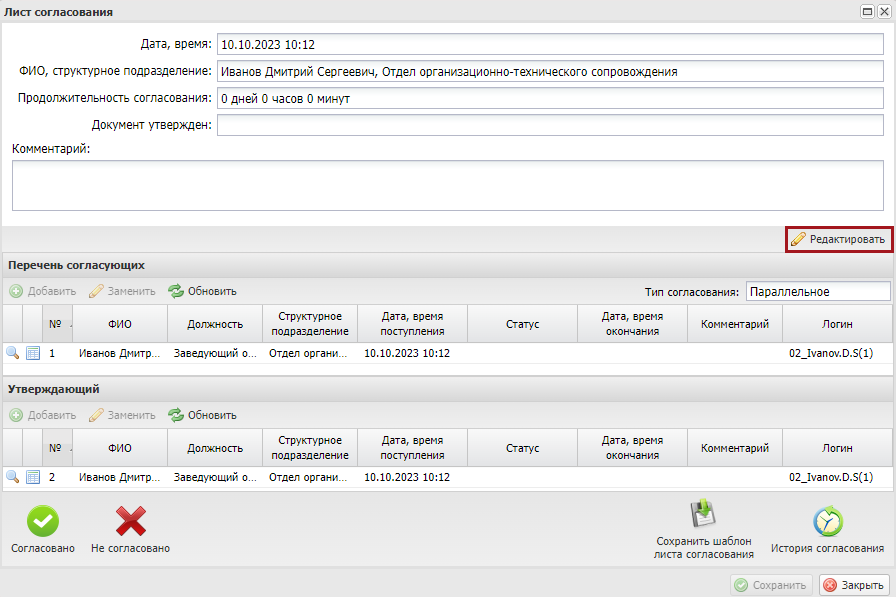 Лист согласования
Дата, время: 10.10.2023 10:12
ФИО, структурное подразделение: Иванов Дмитрий Сергеевич, Отдел организационно-технического сопровождения
Продолжительность согласования: 0 дней 0 часов 0 минут
Документ утвержден:
Комментарий:
Редактировать
Перечень согласующих
Добавить Заменить Обновить Тип согласования: Параллельное
№ ФИО Должность Структурное подразделение Дата, время поступления Статус Дата, время окончания Комментарий Логин
1 Иванов Дмитр... Заведующий о... Отдел органи... 10.10.2023 10:12 02_Ivanov.D.S(1)
Утверждающий
Добавить Заменить Обновить
№ ФИО Должность Структурное подразделение Дата, время поступления Статус Дата, время окончания Комментарий Логин
2 Иванов Дмитр... Заведующий о... Отдел органи... 10.10.2023 10:12 02_Ivanov.D.S(1)
Согласовано Не согласовано Сохранить шаблон листа согласования История согласования
Сохранить Закрыть